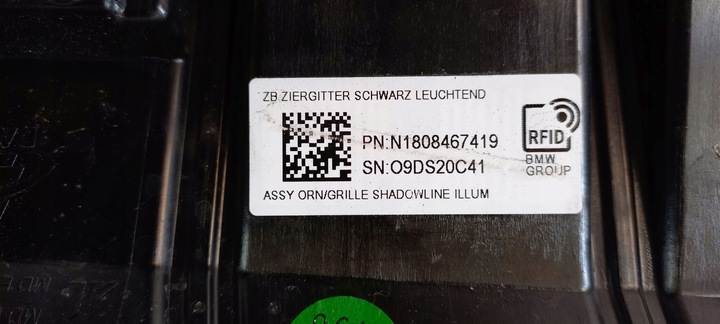 ZB ZIERGITTER SCHWARZ LEUCHTEND
PN:N1808467419
SN:O9DS20C41
RFID
BMW
GROUP
ASSY ORN/GRILLE SHADOWLINE ILLUM